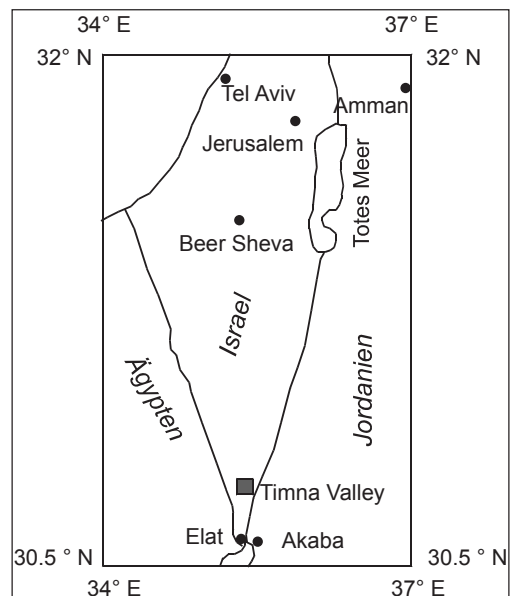 34° E 37° E
32° N 32° N
Tel Aviv
Amman
Jerusalem
Totes Meer
Beer Sheva
Israel
Ägypten
Jordanien
Timna Valley
Elat Akaba
30.5 ° N 30.5 ° N
34° E 37° E